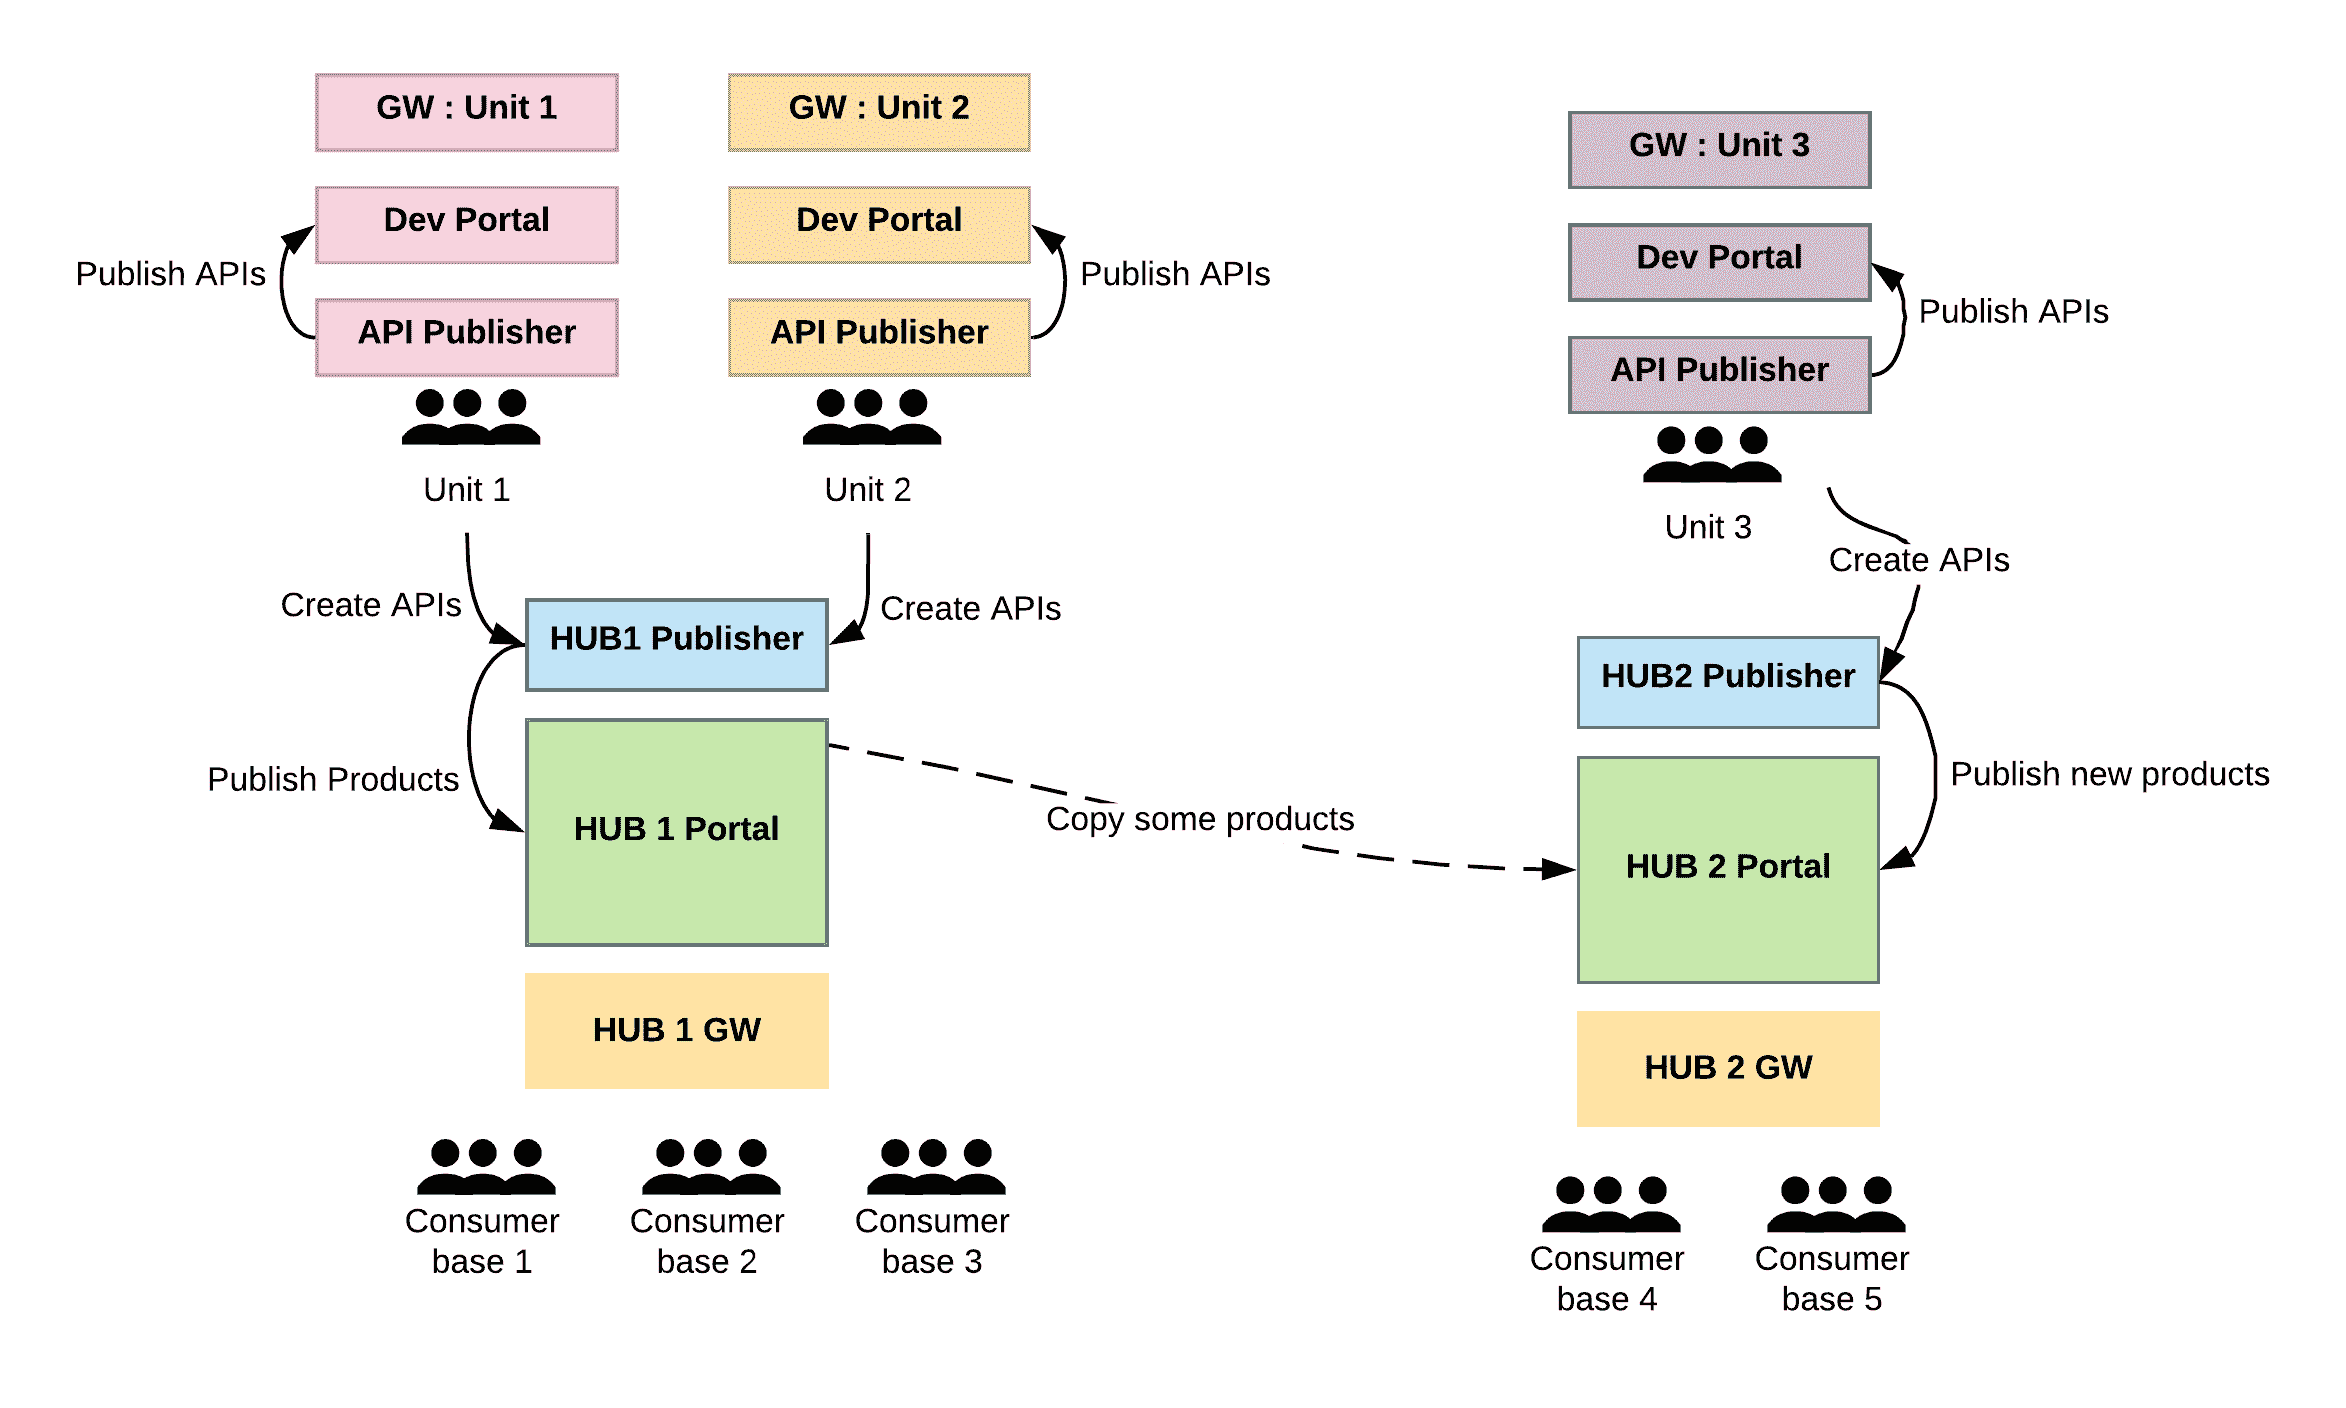 GW : Unit 1
GW : Unit 2
GW : Unit 3
Dev Portal
Dev Portal
Dev Portal
Publish APIs
Publish APIs
Publish APIs
API Publisher
API Publisher
API Publisher
Unit 1
Unit 2
Unit 3
Create APIs
Create APIs
Create APIs
HUB1 Publisher
HUB2 Publisher
Publish Products
Publish new products
HUB 1 Portal
Copy some products
HUB 2 Portal
HUB 1 GW
HUB 2 GW
Consumer
base 1
Consumer
base 2
Consumer
base 3
Consumer
base 4
Consumer
base 5